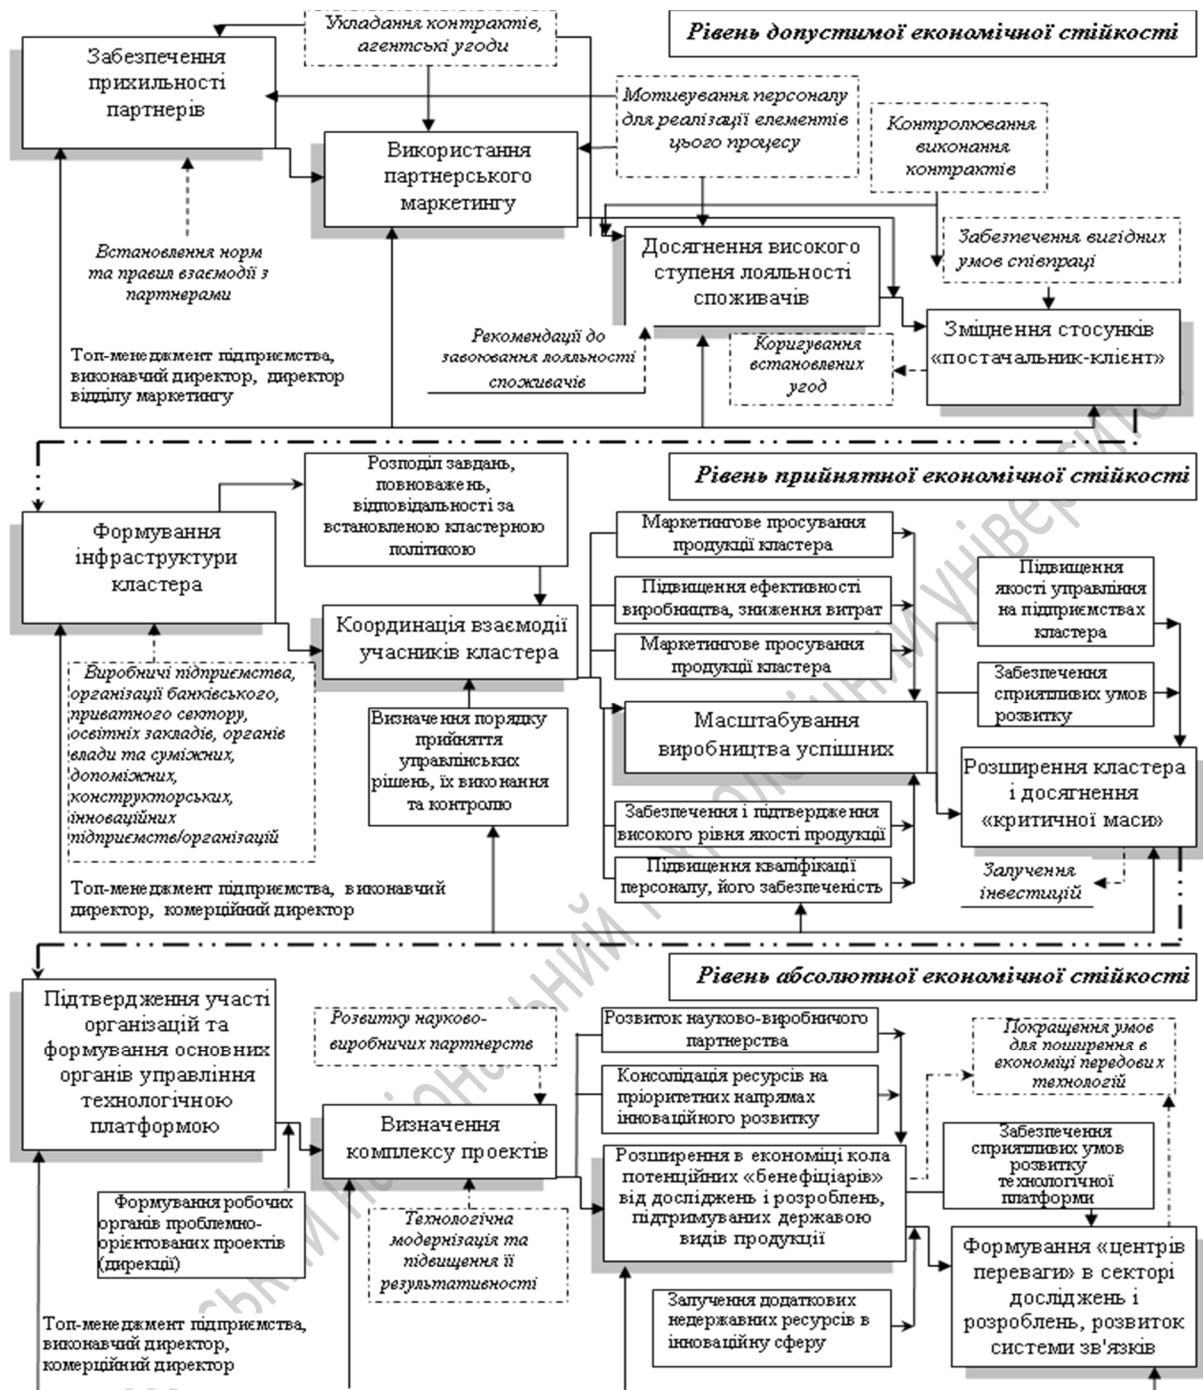 Рівень допустимої економічної стійкості
Укладання контрактів,
агентські угоди
Забезпечення
прихильності
партнерів
Мотивування персоналу
для реалізації елементів
цього процесу
Контролювання
виконання
контрактів
Використання
партнерського
маркетингу
Встановлення норм
та правил взаємодії з
партнерами
Досягнення високого
ступеня лояльності
споживачів
Забезпечення вигідних
умов співпраці
Рекомендації до
завоювання лояльності
споживачів
Коригування
встановлених
угод
Зміцнення стосунків
«постачальник-клієнт»
Топ-менеджмент підприємства,
виконавчий директор, директор
відділу маркетингу
Рівень прийнятної економічної стійкості
Розподіл завдань,
повноважень,
відповідальності за
встановленою кластерною
політикою
Формування
інфраструктури
кластера
Маркетингове просування
продукції кластера
Підвищення ефективності
виробництва, зниження витрат
Маркетингове просування
продукції кластера
Підвищення
якості управління
на підприємствах
кластера
Координація взаємодії
учасників кластера
Забезпечення
сприятливих умов
розвитку
Виробничі підприємства,
організації банківського,
приватного сектору,
освітніх закладів, органів
влади та суміжних,
допоміжних,
конструкторських,
інноваційних
підприємств/організацій
Визначення порядку
прийняття
управлінських
рішень, їх виконання
та контролю
Масштабування
виробництва успішних
Розширення кластера
і досягнення
«критичної маси»
Забезпечення і підтвердження
високого рівня якості продукції
Підвищення кваліфікації
персоналу, його забезпеченість
Залучення
інвестицій
Топ-менеджмент підприємства, виконавчий
директор, комерційний директор
Рівень абсолютної економічної стійкості
Підтвердження участі
організацій та
формування основних
органів управління
технологічною
платформою
Розвитку науково-
виробничих партнерств
Розвиток науково-виробничого
партнерства
Покращення умов
для поширення в
економіці передових
технологій
Консолідація ресурсів на
пріоритетних напрямах
інноваційного розвитку
Визначення
комплексу проектів
Розширення в економіці кола
потенційних «бенефіціарів»
від досліджень і розроблень,
підтримуваних державою
видів продукції
Забезпечення
сприятливих умов
розвитку
технологічної
платформи
Формування робочих
органів проблемно-
орієнтованих проектів
(дирекції)
Технологічна
модернізація та
підвищення її
результативності
Формування «центрів
переваги» в секторі
досліджень і
розроблень, розвиток
системи зв'язків
Залучення додаткових
недержавних ресурсів в
інноваційну сферу
Топ-менеджмент підприємства,
виконавчий директор,
комерційний директор